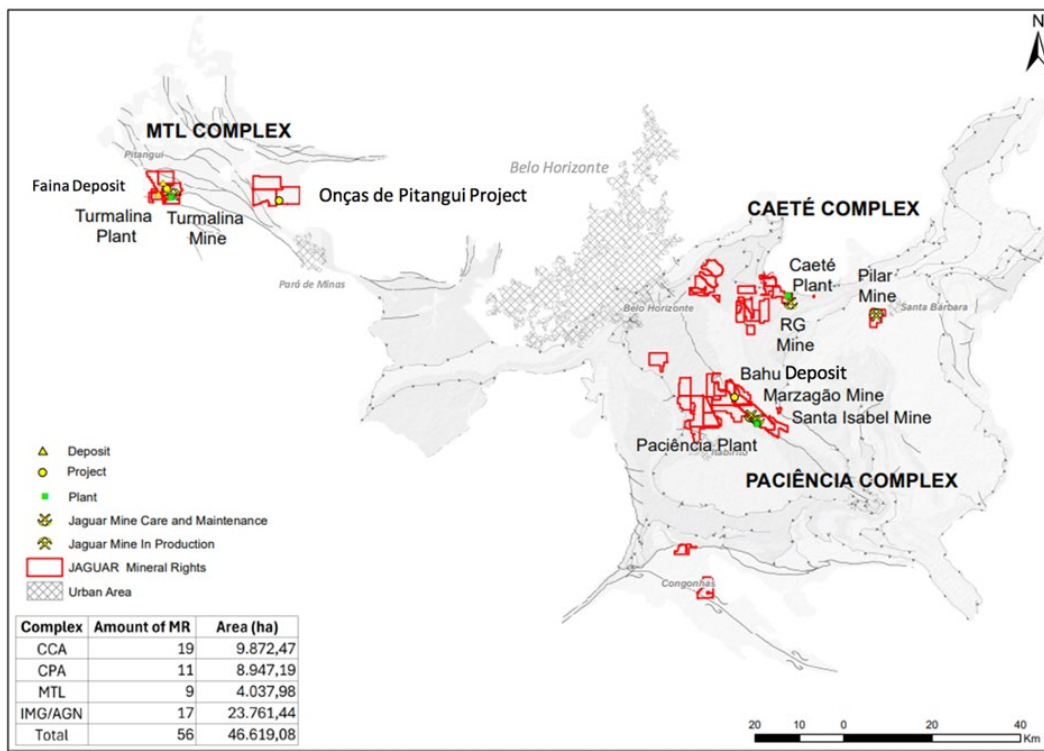 N
MTL COMPLEX
Pitangui
Belo Horizonte
Faina Deposit
Onças de Pitangui Project
Turmalina
Plant
Turmalina
Mine
CAETÉ COMPLEX
Caeté
Plant
Pilar
Mine
Pará de Minas
Belo Horizonte
Santa Bárbara
RG
Mine
Bahu Deposit
Marzagão Mine
Santa Isabel Mine
Paciência Plant
Itabirito
PACIÊNCIA COMPLEX
Deposit
Project
Plant
Jaguar Mine Care and Maintenance
Jaguar Mine In Production
JAGUAR Mineral Rights
Urban Area
Congonhas
Complex Amount of MR Area (ha)
CCA 19 9.872,47
CPA 11 8.947,19
MTL 9 4.037,98
IMG/AGN 17 23.761,44
Total 56 46.619,08
20 10 0 20 40
Km